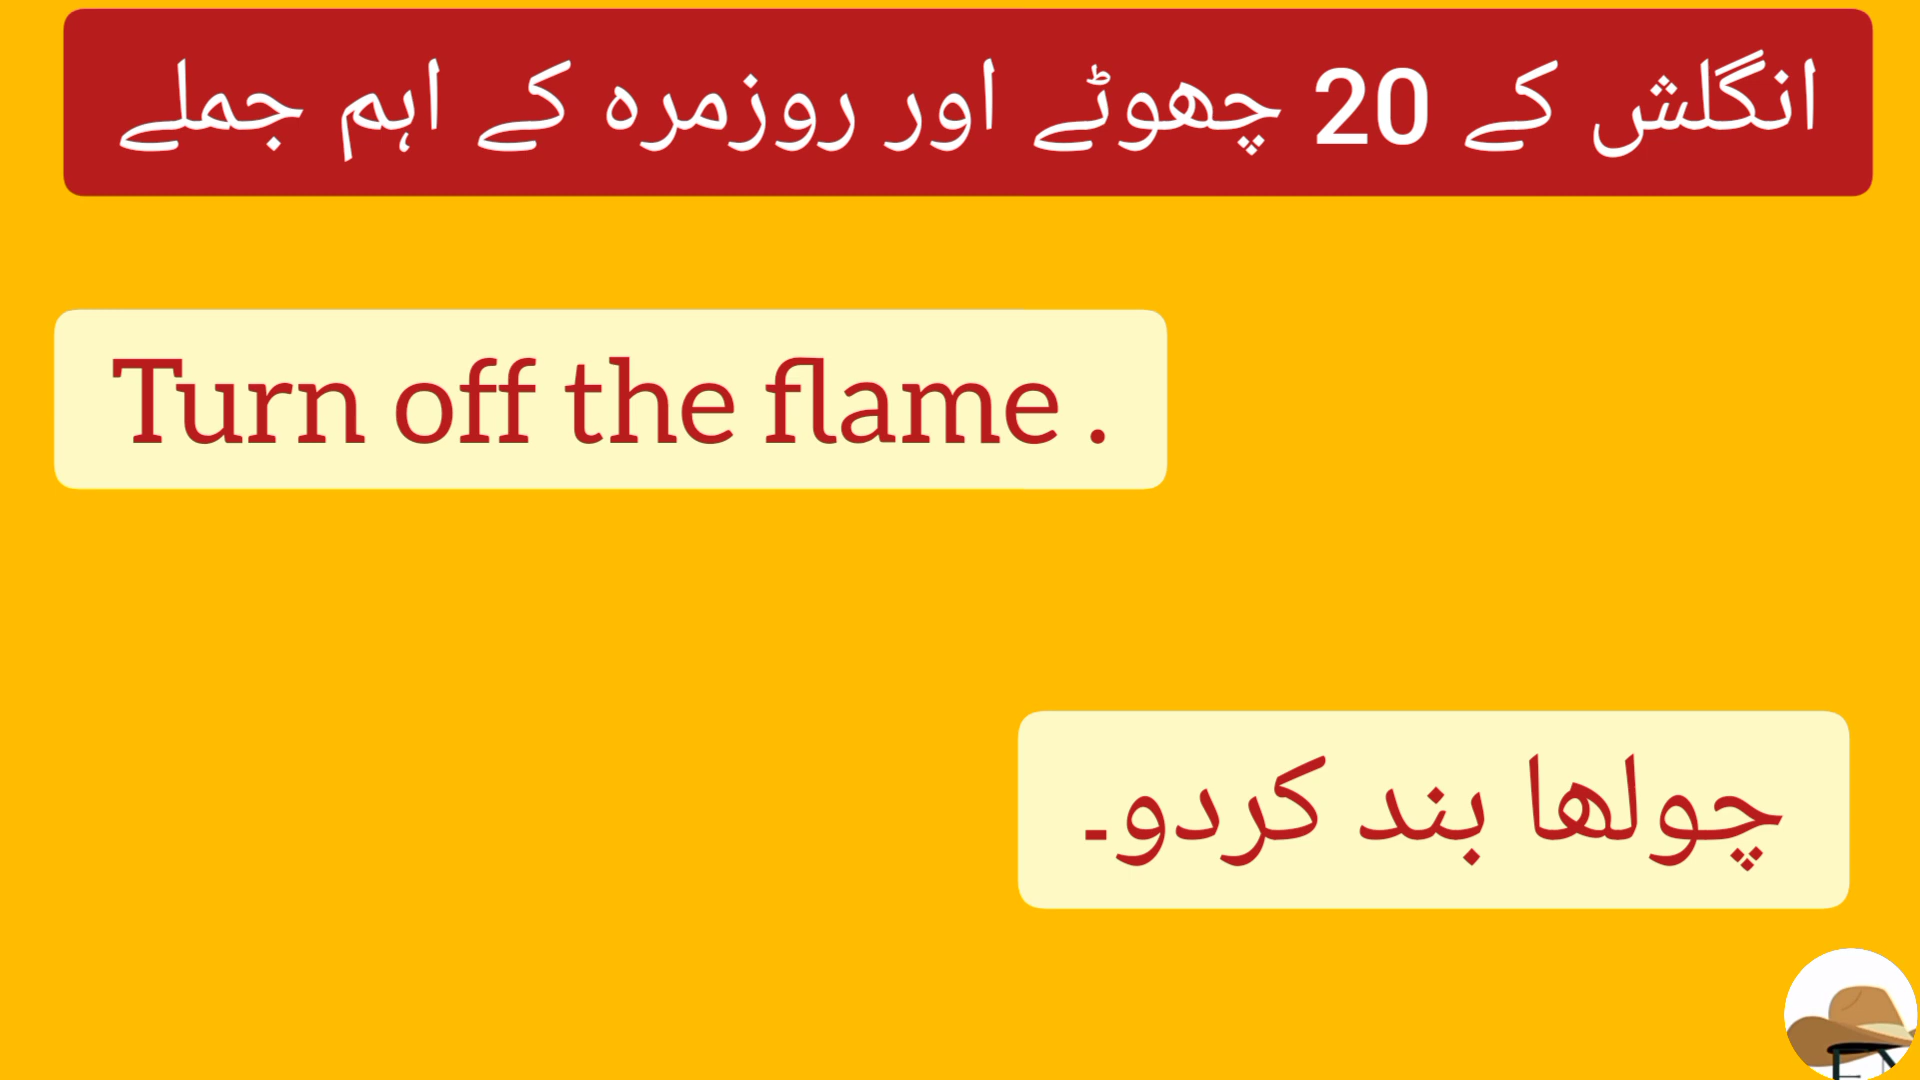 انگلش کے 20 چھوٹے اور روزمرہ کے اہم جملے
Turn off the flame .
چولھا بند کردو۔